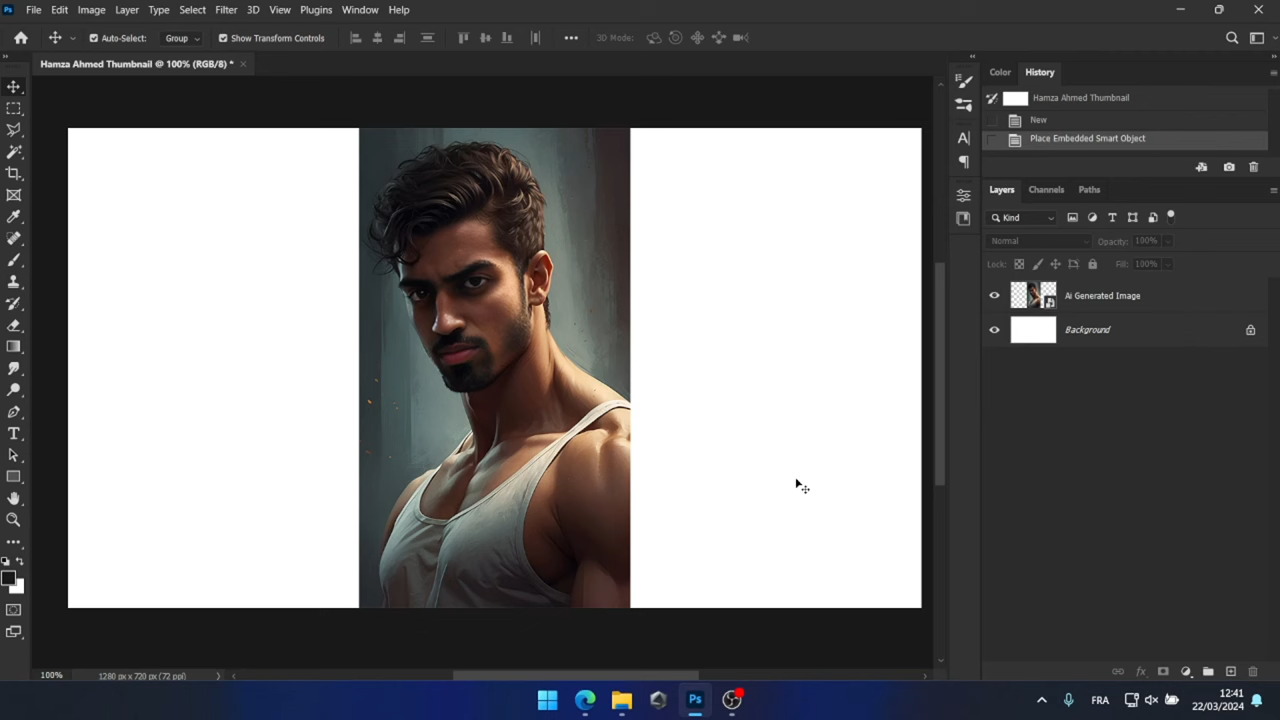 Ps File Edit Image Layer Type Select Filter 3D View Plugins Window Help
Auto-Select: Group Show Transform Controls 3D Mode:
Hamza Ahmed Thumbnail @ 100% (RGB/8) *
Color History
Hamza Ahmed Thumbnail
New
Place Embedded Smart Object
Layers Channels Paths
Kind
Normal Opacity: 100%
Lock: Fill: 100%
Ai Generated Image
Background
100% 1280 px x 720 px (72 ppi)
Ps FRA 12:41
22/03/2024